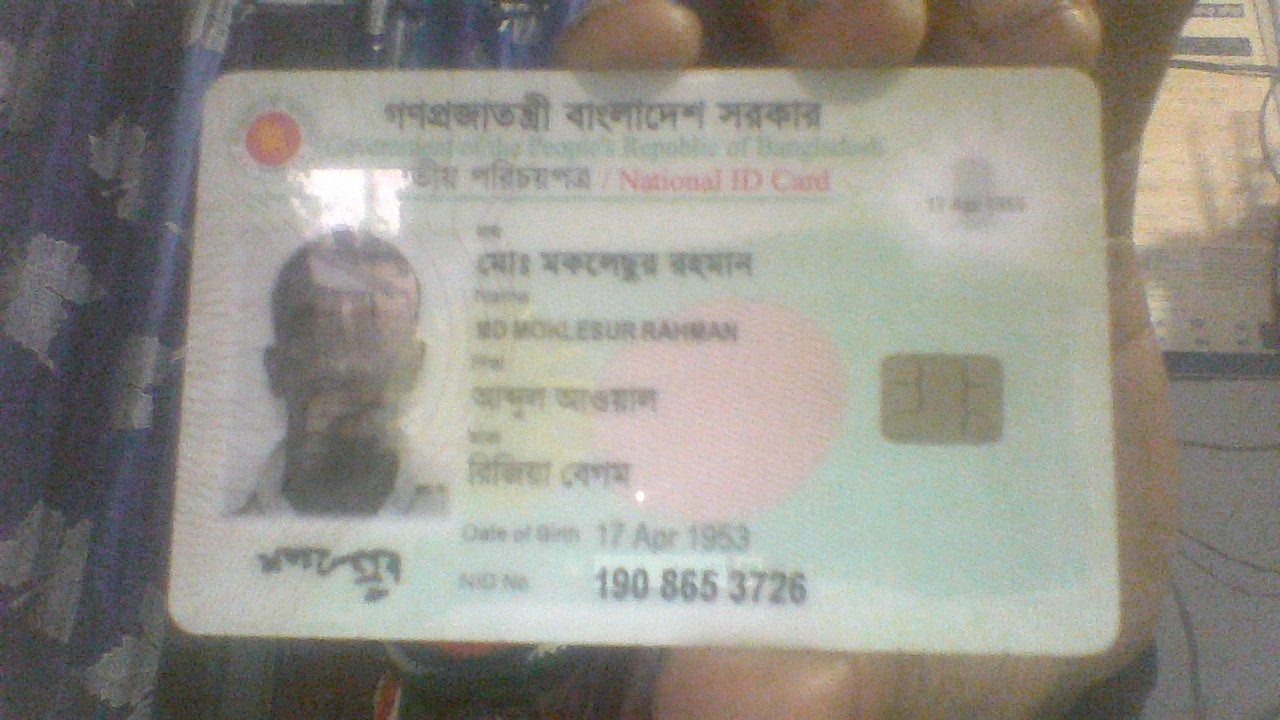 গণপ্রজাতন্ত্রী বাংলাদেশ সরকার
Government of the People's Republic of Bangladesh
পরিচয়পত্র / National ID Card
17 Apr 1953
নাম
মোঃ মকলেছুর রহমান
Name
MD MOKLESUR RAHMAN
পিতা
আব্দুল আওয়াল
মাতা
রিজিয়া বেগম
Date of Birth 17 Apr 1953
NID No 190 865 3726